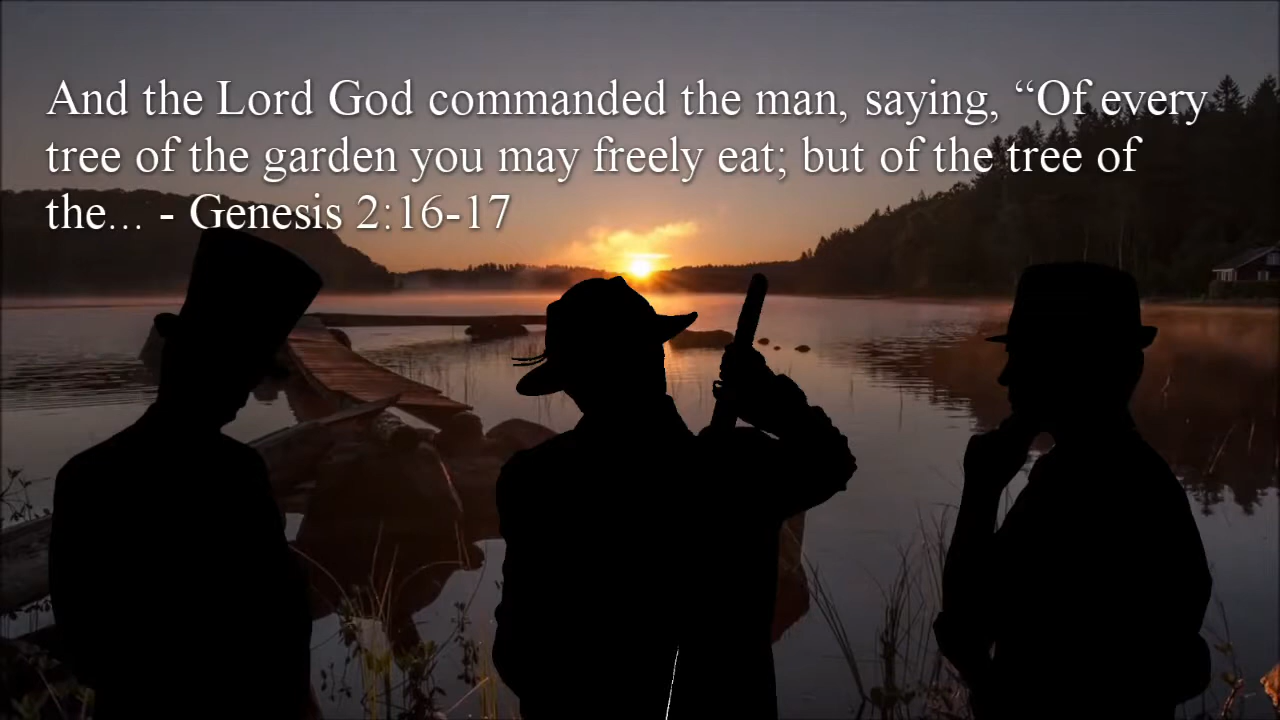 And the Lord God commanded the man, saying, “Of every
tree of the garden you may freely eat; but of the tree of
the... - Genesis 2:16-17